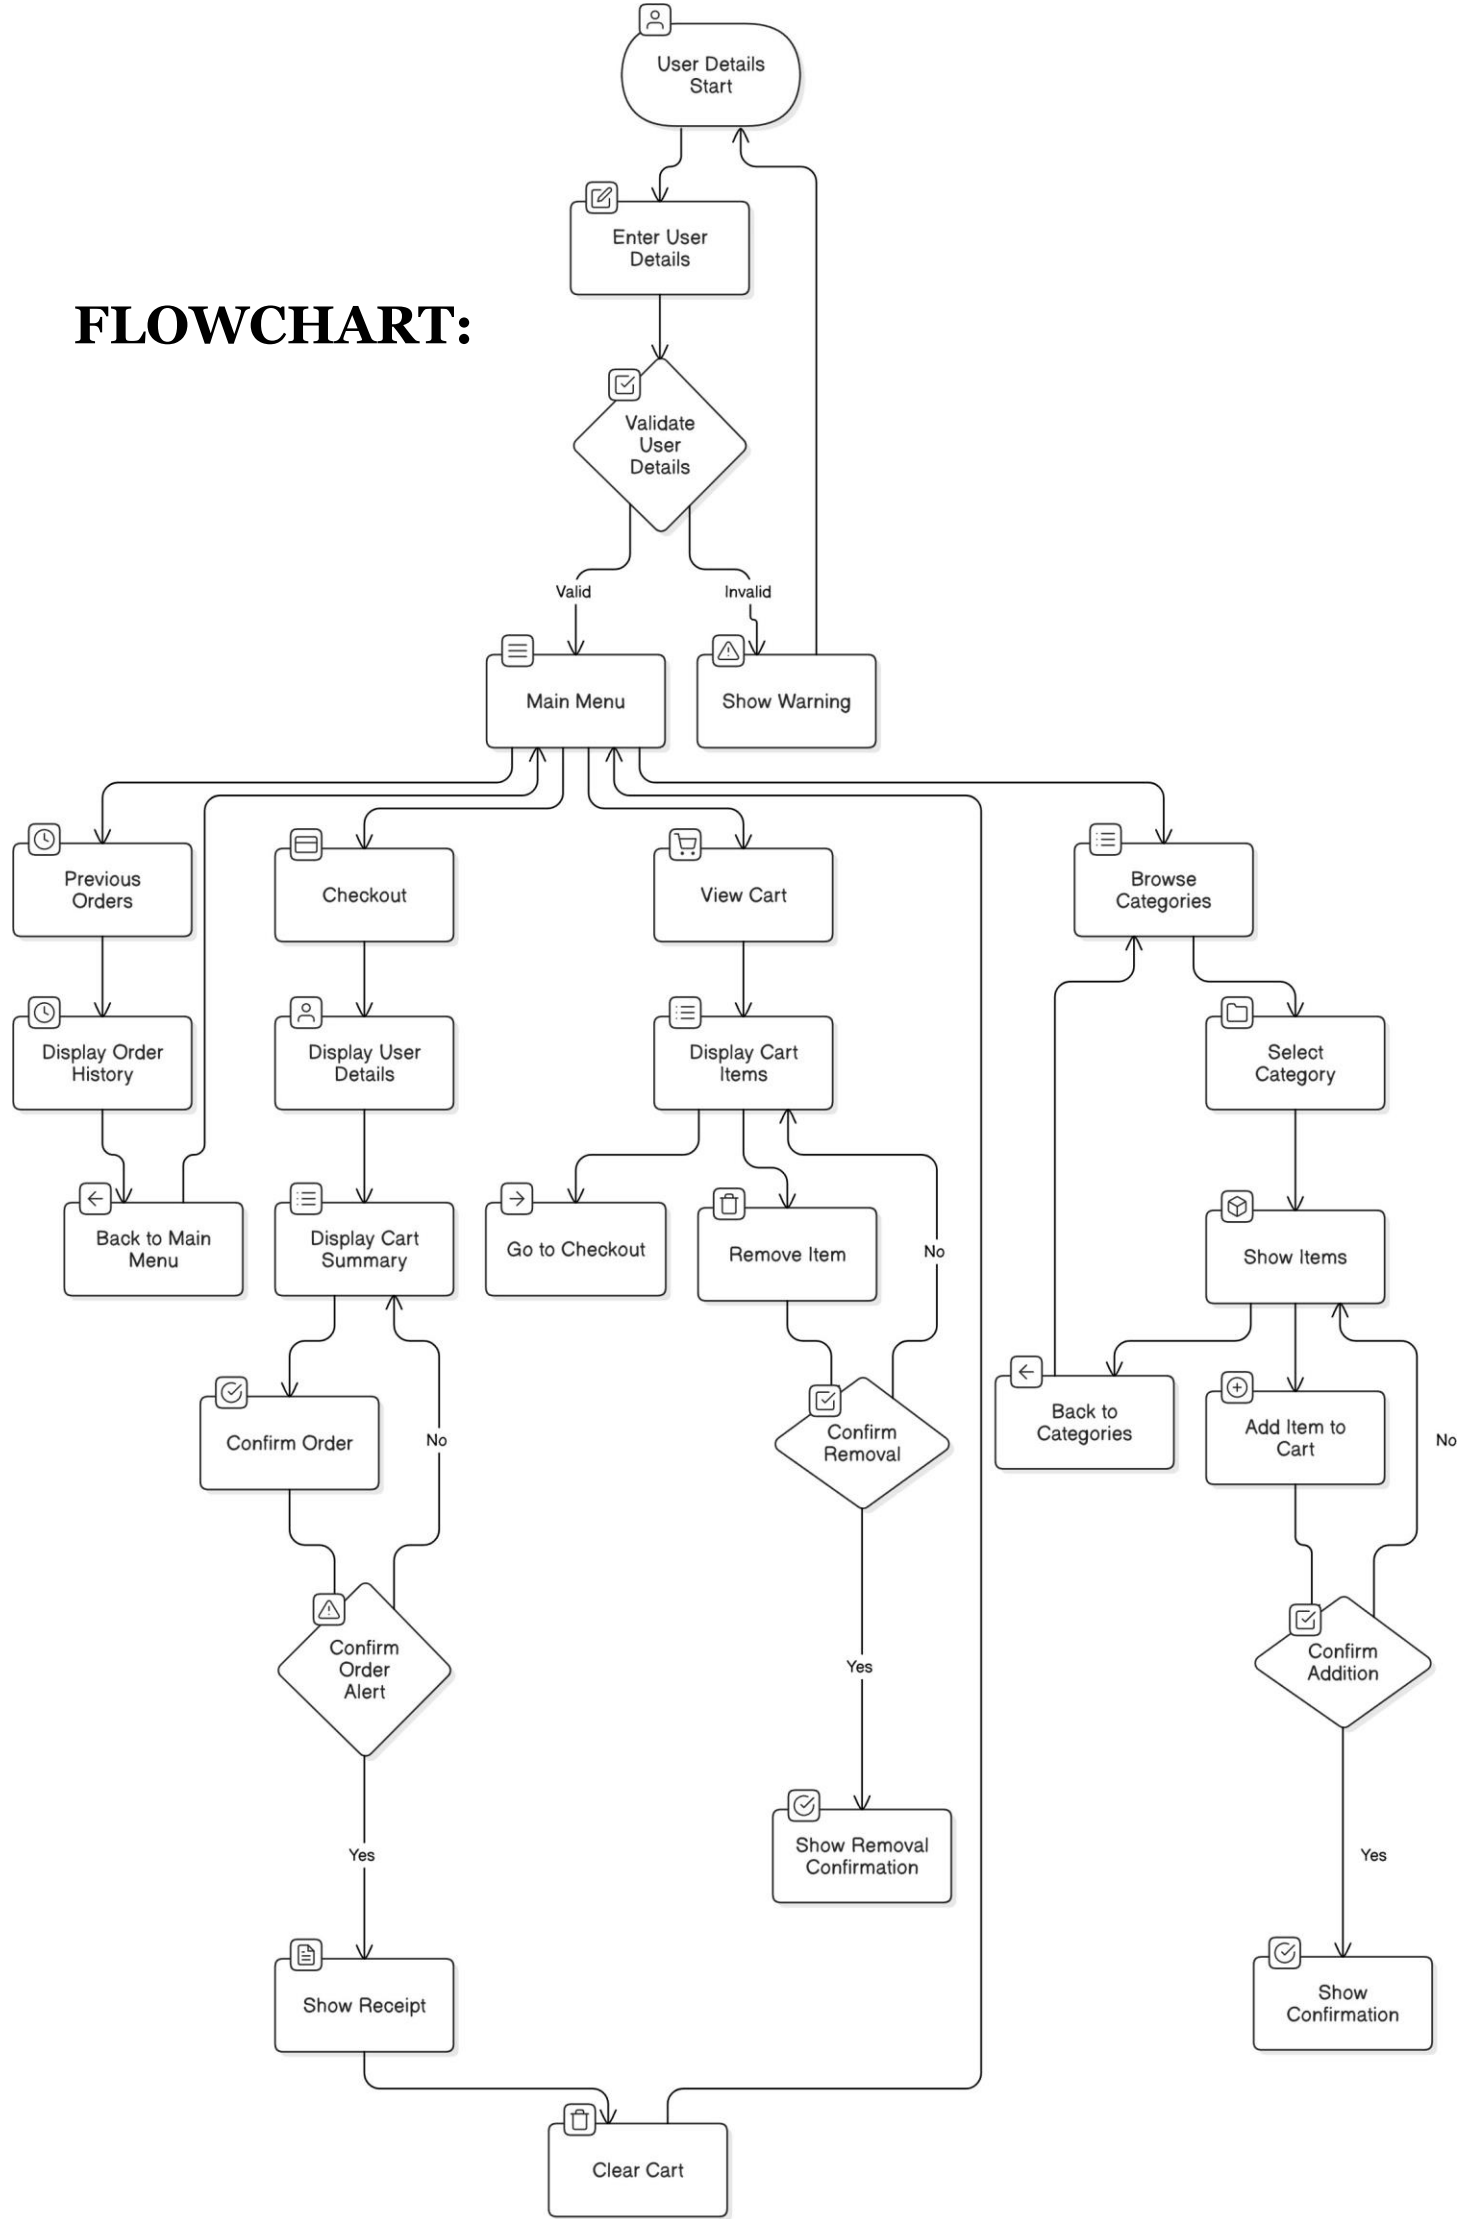 User Details
Start
Enter User
Details
FLOWCHART:
Validate
User
Details
Valid
Invalid
Main Menu
Show Warning
Previous
Orders
Checkout
View Cart
Browse
Categories
Display Order
History
Display User
Details
Display Cart
Items
Select
Category
Back to Main
Menu
Display Cart
Summary
Go to Checkout
Remove Item
No
Show Items
Confirm Order
No
Confirm
Removal
Back to
Categories
Add Item to
Cart
No
Confirm
Order
Alert
Yes
Confirm
Addition
Yes
Show Removal
Confirmation
Yes
Show Receipt
Show
Confirmation
Clear Cart